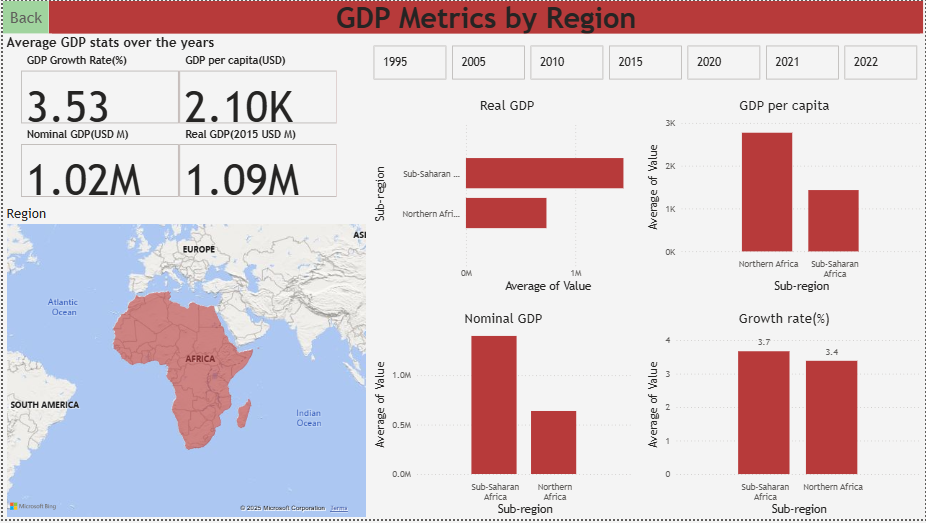 Back
GDP Metrics by Region
Average GDP stats over the years
GDP Growth Rate(%)
GDP per capita(USD)
3.53
2.10K
Nominal GDP(USD M)
Real GDP(2015 USD M)
1.02M
1.09M
1995
2005
2010
2015
2020
2021
2022
Region
EUROPE
ASI
Atlantic
Ocean
AFRICA
SOUTH AMERICA
Indian
Ocean
Microsoft Bing
© 2025 Microsoft Corporation
Terms
Real GDP
Sub-region
Sub-Saharan ...
Northern Afri...
0M
1M
Average of Value
GDP per capita
Average of Value
3K
2K
1K
0K
Northern Africa
Sub-Saharan
Africa
Sub-region
Nominal GDP
Average of Value
1.0M
0.5M
0.0M
Sub-Saharan
Africa
Northern
Africa
Sub-region
Growth rate(%)
Average of Value
4
3
2
1
0
3.7
3.4
Sub-Saharan
Africa
Northern Africa
Sub-region